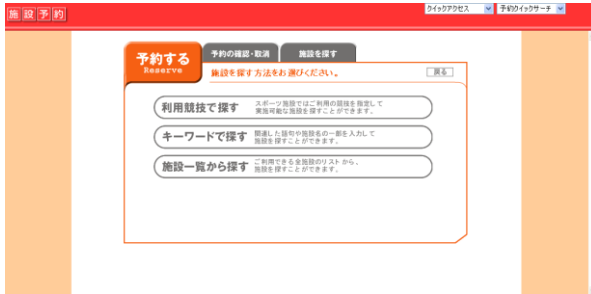 施設予約
クイックアクセス
予約クイックサーチ
予約する
Reserve
予約の確認・取消
施設を探す
施設を探す方法をお選びください。
戻る
利用競技で探す
スポーツ施設ではご利用の競技を指定して
実施可能な施設を探すことができます。
キーワードで探す
関連した語句や施設名の一部を入力して
施設を探すことができます。
施設一覧から探す
ご利用できる全施設のリストから、
施設を探すことができます。